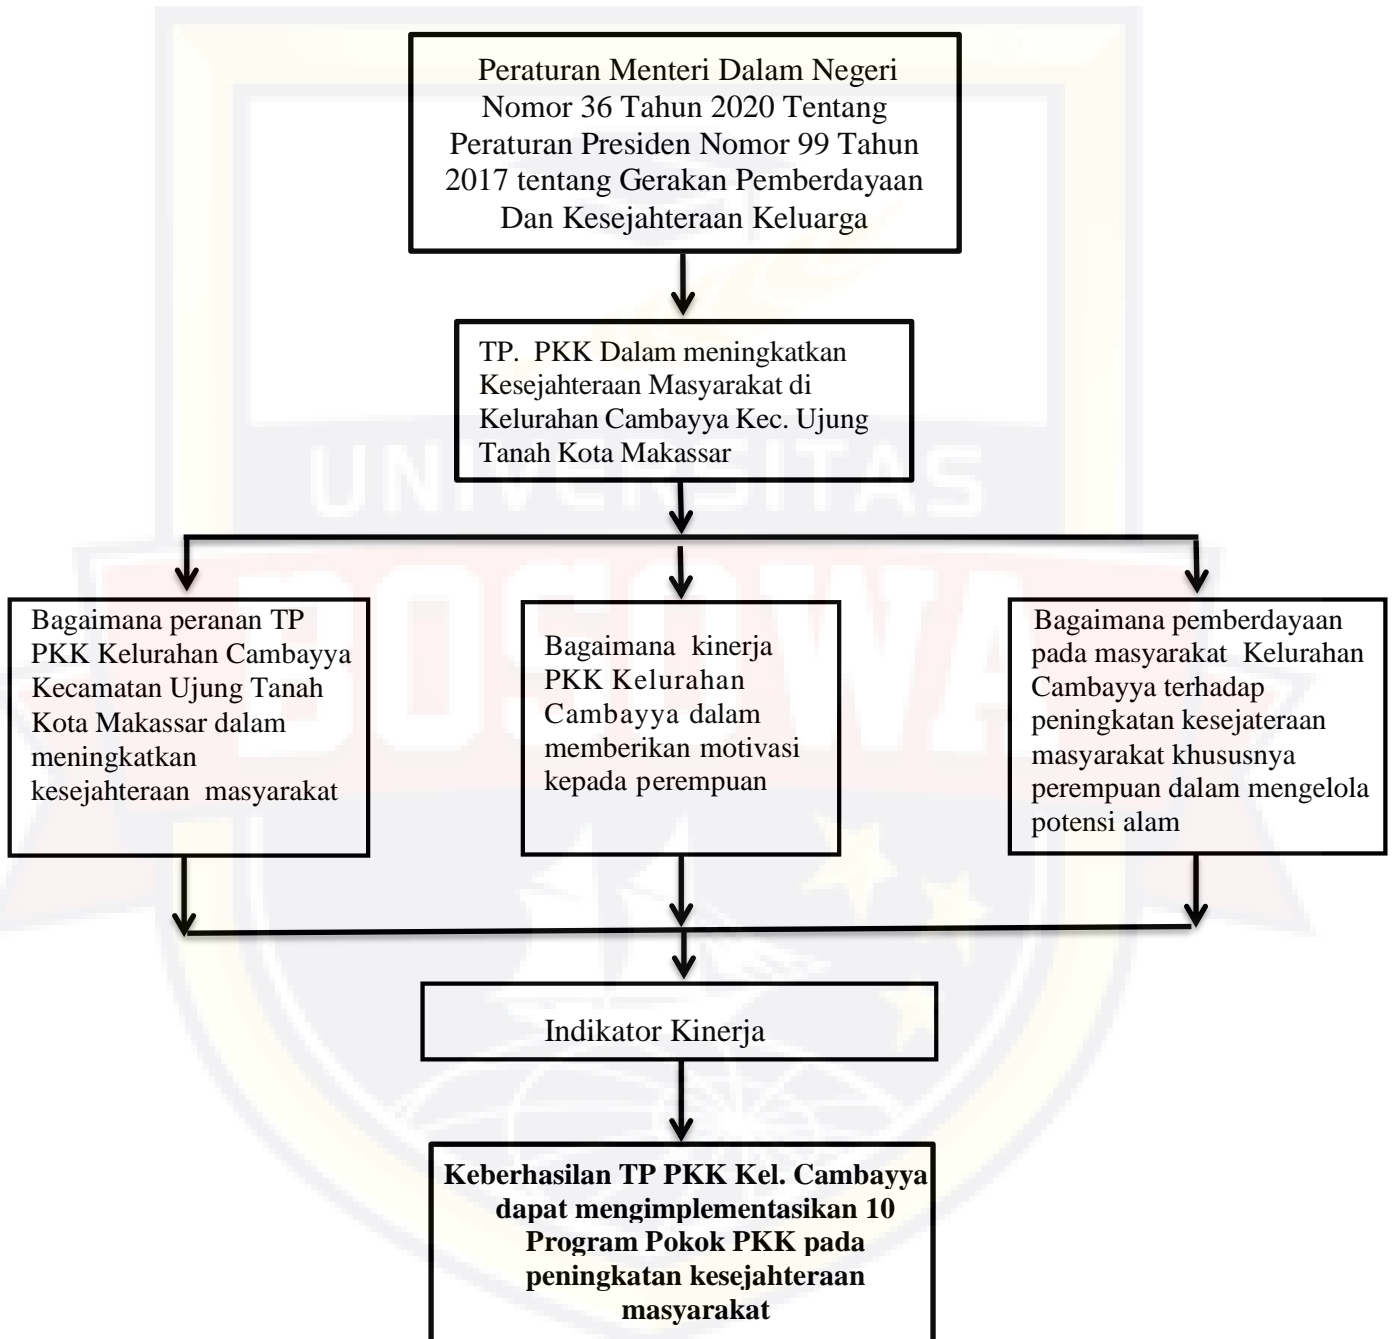 Peraturan Menteri Dalam Negeri
Nomor 36 Tahun 2020 Tentang
Peraturan Presiden Nomor 99 Tahun
2017 tentang Gerakan Pemberdayaan
Dan Kesejahteraan Keluarga
TP. PKK Dalam meningkatkan
Kesejahteraan Masyarakat di
Kelurahan Cambayya Kec. Ujung
Tanah Kota Makassar
UNIVERSITAS
BOSOWA
Bagaimana peranan TP
PKK Kelurahan Cambayya
Kecamatan Ujung Tanah
Kota Makassar dalam
meningkatkan
kesejahteraan masyarakat
Bagaimana kinerja
PKK Kelurahan
Cambayya dalam
memberikan motivasi
kepada perempuan
Bagaimana pemberdayaan
pada masyarakat Kelurahan
Cambayya terhadap
peningkatan kesejateraan
masyarakat khususnya
perempuan dalam mengelola
potensi alam
Indikator Kinerja
Keberhasilan TP PKK Kel. Cambayya
dapat mengimplementasikan 10
Program Pokok PKK pada
peningkatan kesejahteraan
masyarakat